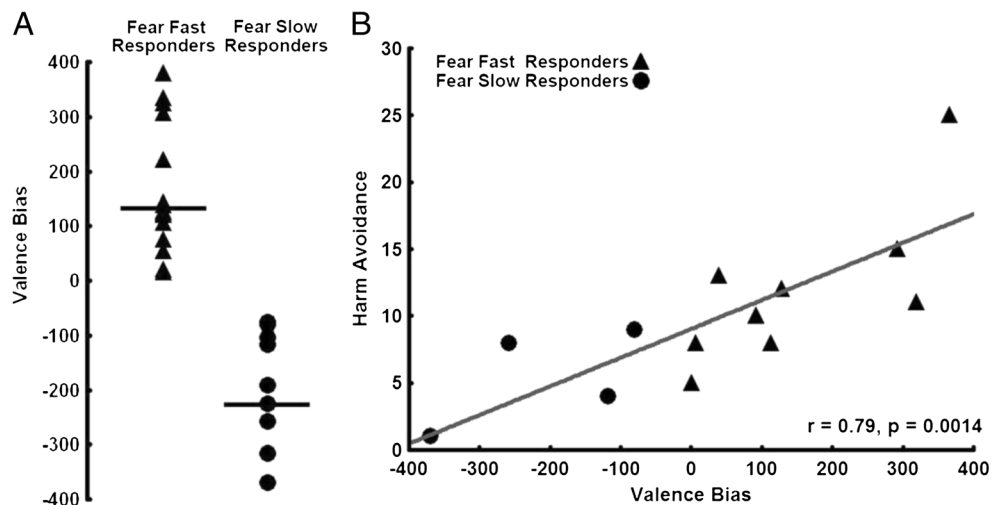 A
Fear Fast Responders
Fear Slow Responders
Valence Bias
400
300
200
100
0
-100
-200
-300
-400
B
Harm Avoidance
30
25
20
15
10
5
0
Fear Fast Responders
Fear Slow Responders
r = 0.79, p = 0.0014
-400 -300 -200 -100 0 100 200 300 400
Valence Bias